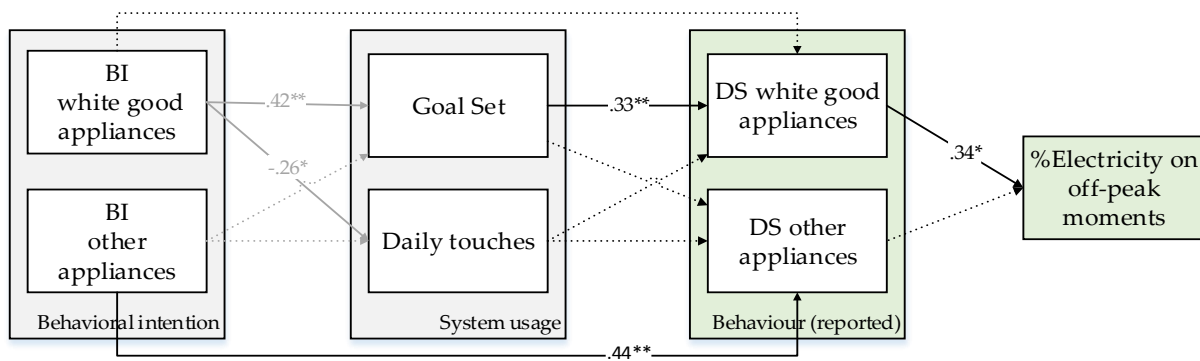 BI
white good
appliances
BI
other
appliances
Behavioral intention
.42**
-.26*
Goal Set
Daily touches
System usage
.33**
DS white good
appliances
DS other
appliances
Behaviour (reported)
.34*
%Electricity on
off-peak
moments
.44**